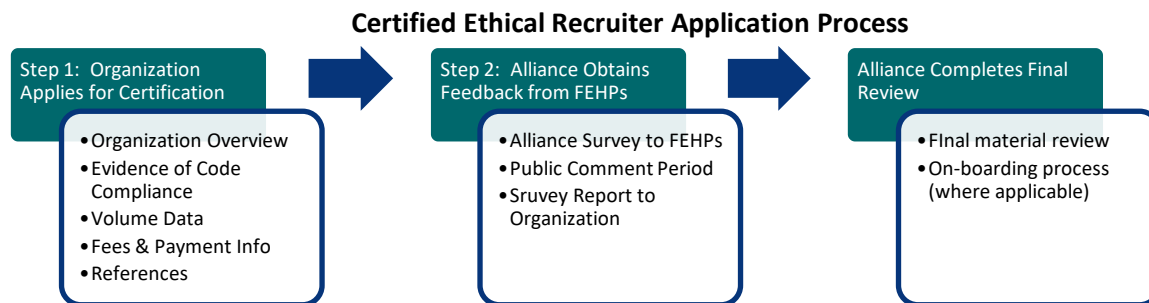 Certified Ethical Recruiter Application Process
Step 1:  Organization
Applies for Certification
•Organization Overview
•Evidence of Code
Compliance
•Volume Data
•Fees & Payment Info
•References
Step 2:  Alliance Obtains
Feedback from FEHPs
•Alliance Survey to FEHPs
•Public Comment Period
•Sruvey Report to
Organization
Alliance Completes Final
Review
•FInal material review
•On-boarding process
(where applicable)